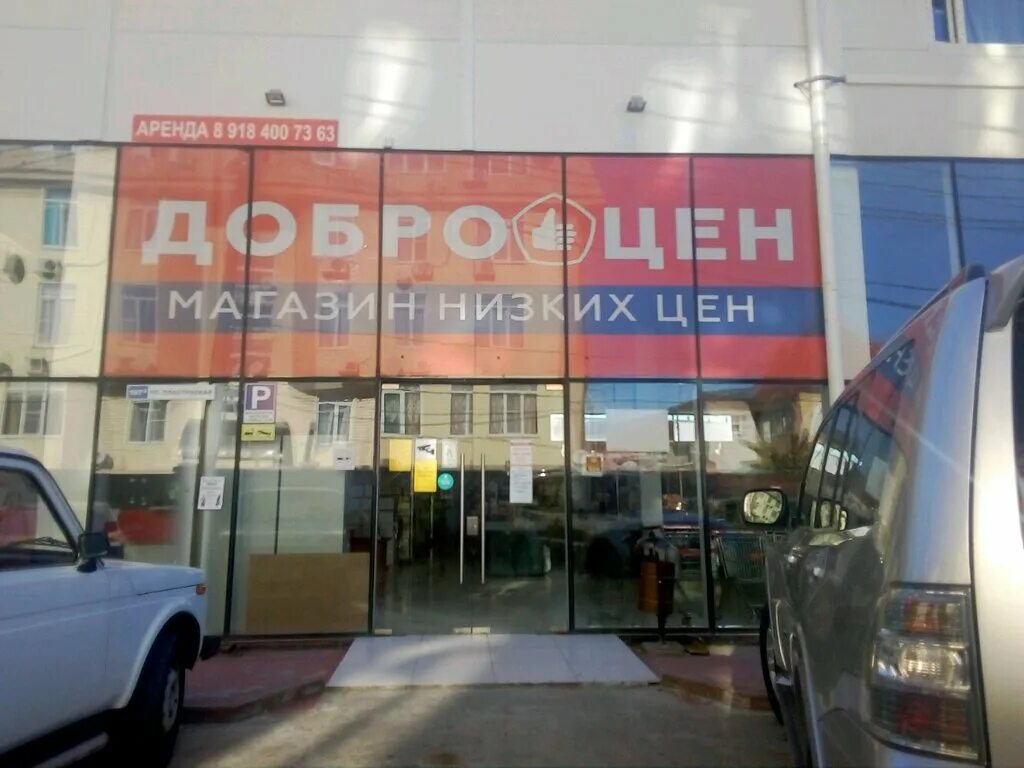 АРЕНДА 8 918 400 73 63
ДОБРОЦЕН
МАГАЗИН НИЗКИХ ЦЕН
P